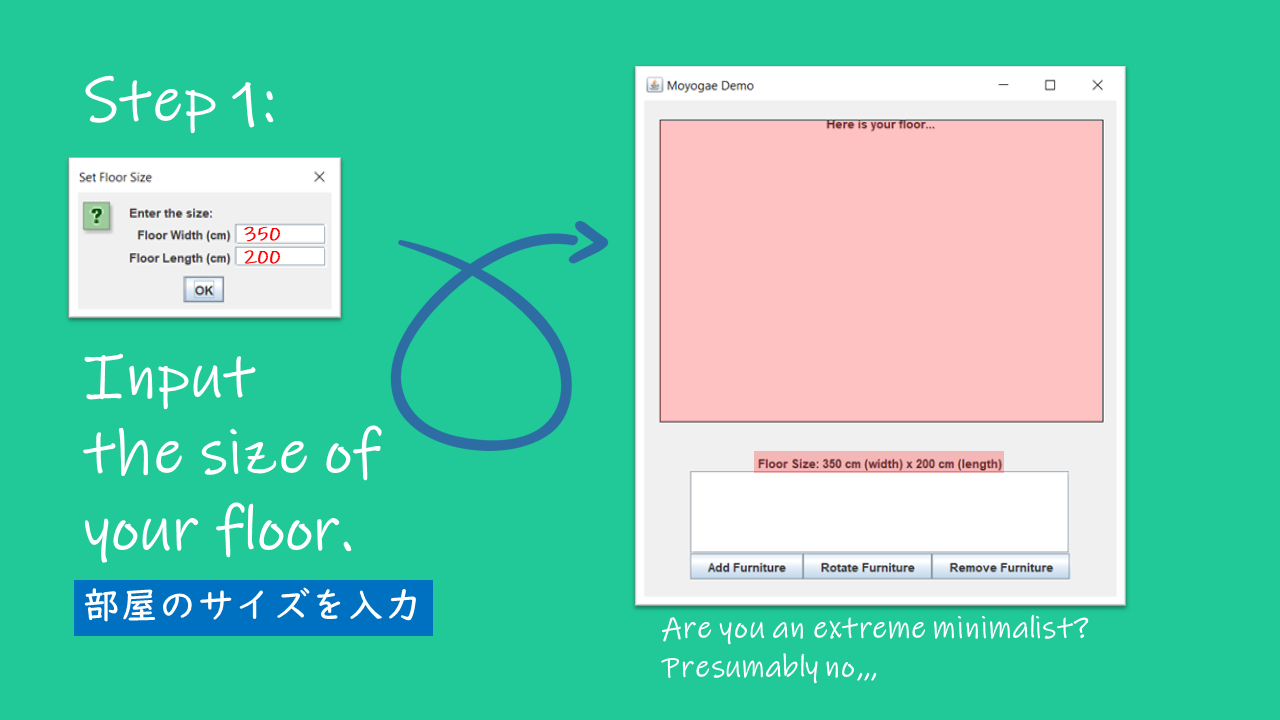 Step 1:
Set Floor Size
?
Enter the size:
Floor Width (cm) 350
Floor Length (cm) 200
OK
Input
the size of
your floor.
部屋のサイズを入力
Moyogae Demo
Here is your floor...
Floor Size: 350 cm (width) x 200 cm (length)
Add Furniture Rotate Furniture Remove Furniture
Are you an extreme minimalist?
Presumably no,,,